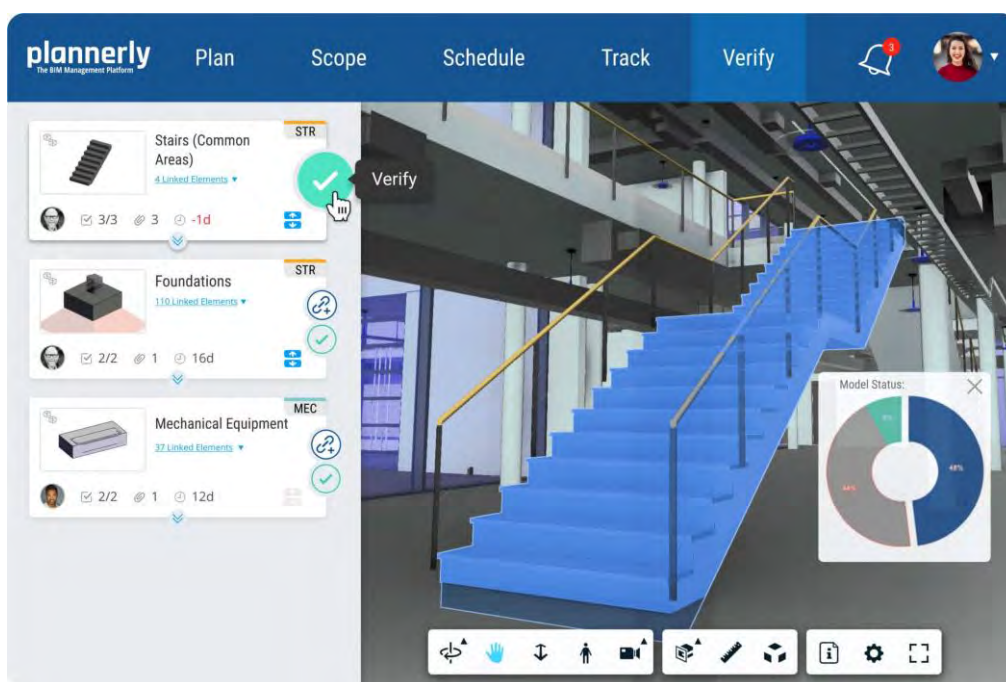 plannerly
The BIM Management Platform
Plan
Scope
Schedule
Track
Verify
3
STR
Stairs (Common
Areas)
4 Linked Elements
3/3
3
-1d
Verify
STR
Foundations
110 Linked Elements
2/2
1
16d
MEC
Mechanical Equipment
37 Linked Elements
2/2
1
12d
Model Status:
48%
44%